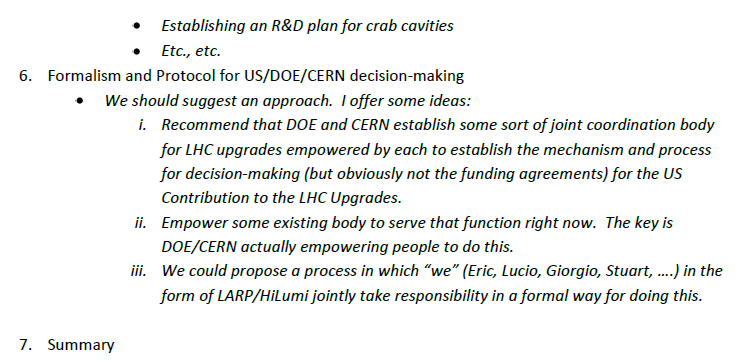 • Establishing an R&D plan for crab cavities
• Etc., etc.
6. Formalism and Protocol for US/DOE/CERN decision-making
• We should suggest an approach.  I offer some ideas:
i. Recommend that DOE and CERN establish some sort of joint coordination body
for LHC upgrades empowered by each to establish the mechanism and process
for decision-making (but obviously not the funding agreements) for the US
Contribution to the LHC Upgrades.
ii. Empower some existing body to serve that function right now.  The key is
DOE/CERN actually empowering people to do this.
iii. We could propose a process in which “we” (Eric, Lucio, Giorgio, Stuart, ….) in the
form of LARP/HiLumi jointly take responsibility in a formal way for doing this.
7. Summary